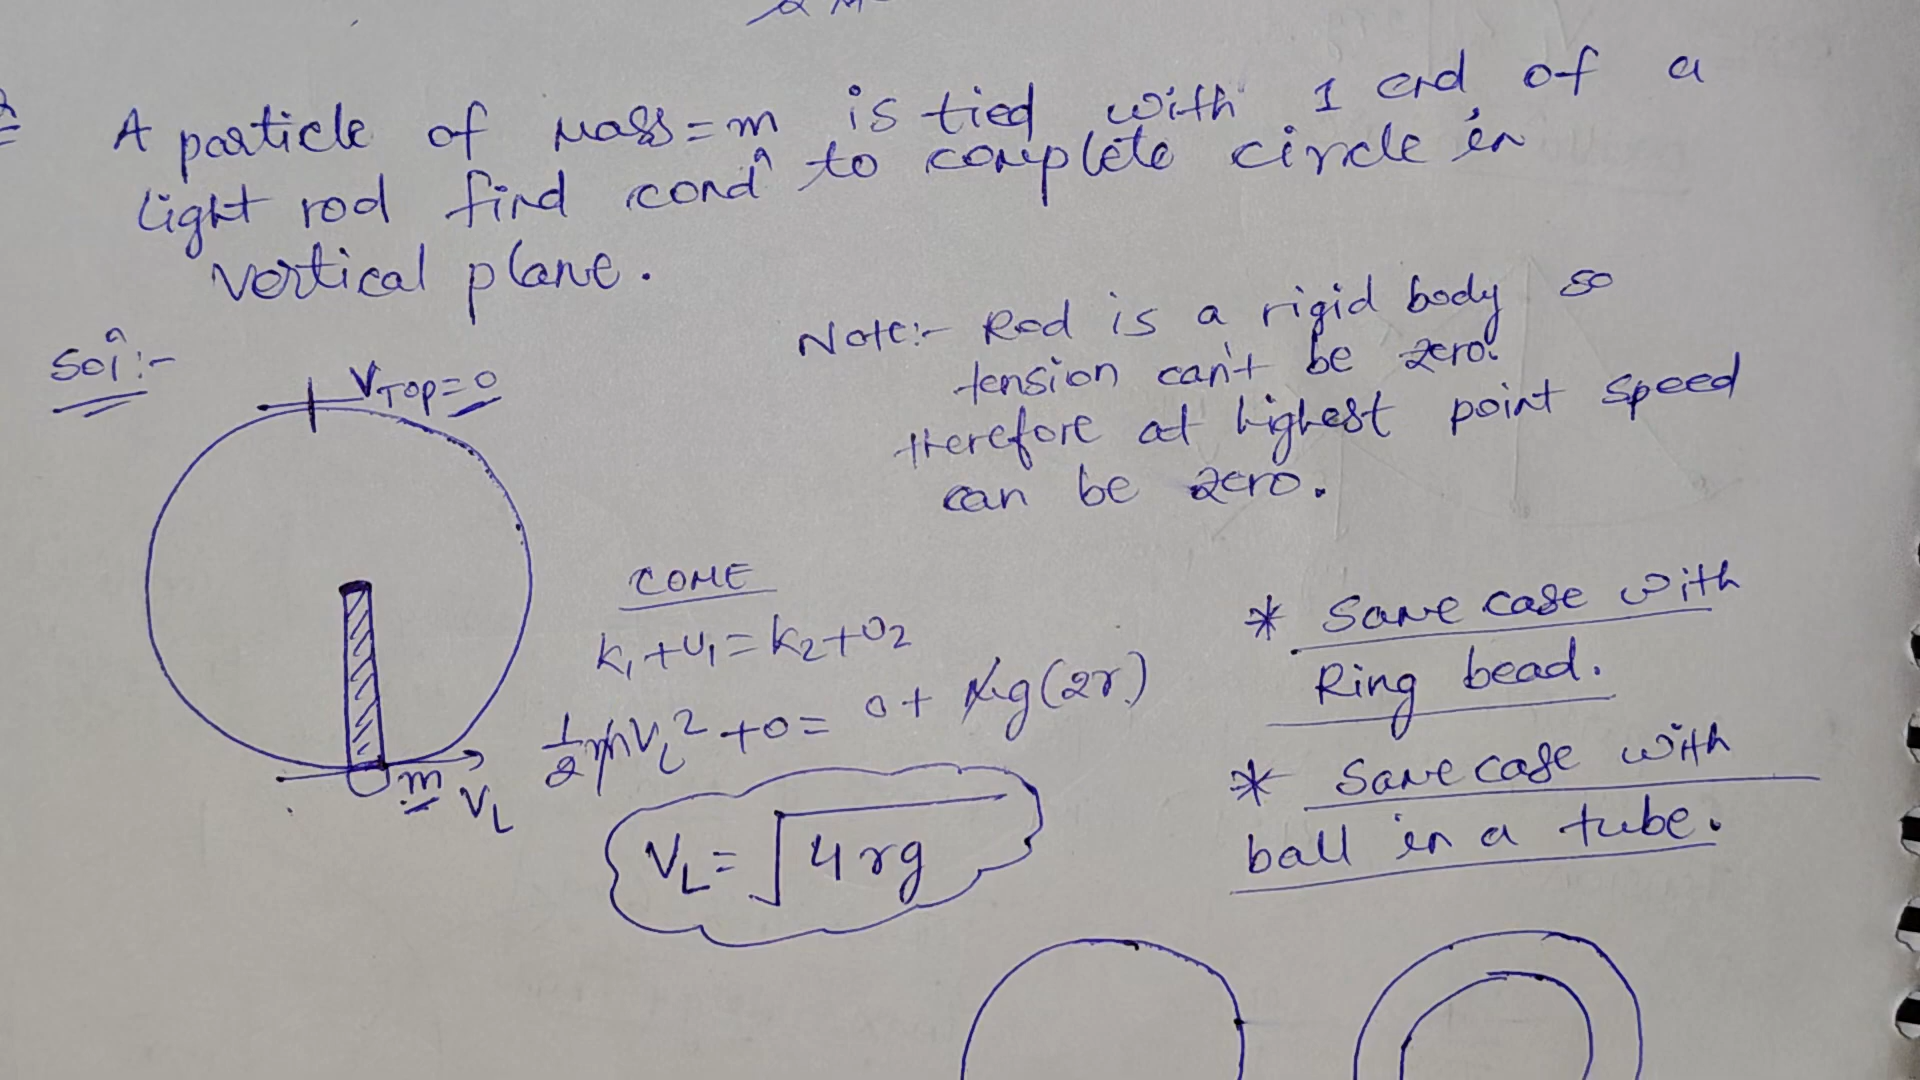 A particle of mass=m is tied with 1 end of a
light rod find condⁿ to complete circle in
vertical plane.
Solⁿ:-
V_TOP=0
Note:- Rod is a rigid body so
tension can't be zero.
therefore at highest point speed
can be zero.
COME
K₁+U₁=K₂+U₂
½mV_L²+0= 0+ mg(2r)
V_L=√4rg
m
V_L
* Same case with
Ring bead.
* Same case with
ball in a tube.